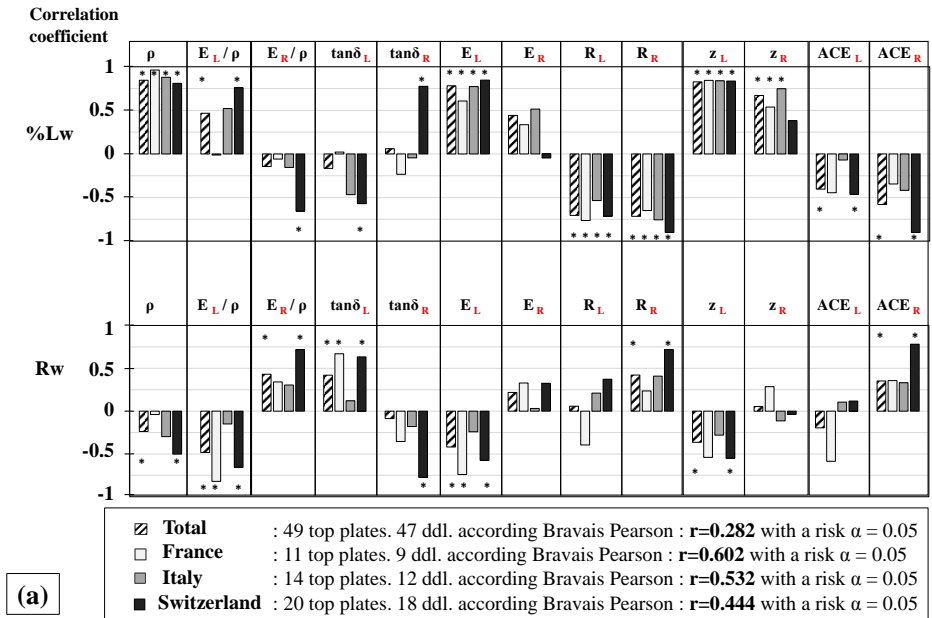 Correlation
coefficient
ρ E L / ρ E R / ρ tanδ L tanδ R E L E R R L R R z L z R ACE L ACE R
1
* * * * * * * * * * * * * * * * *
0.5
%Lw
0
-0.5
* * * *
-1
* * * * * * * * * *
ρ E L / ρ E R / ρ tanδ L tanδ R E L E R R L R R z L z R ACE L ACE R
1
* * * * * * * * *
Rw
0.5
0
-0.5
* * * *
-1
* * * * * * *
Total : 49 top plates. 47 ddl. according Bravais Pearson : r=0.282 with a risk α = 0.05
France : 11 top plates. 9 ddl. according Bravais Pearson : r=0.602 with a risk α = 0.05
Italy : 14 top plates. 12 ddl. according Bravais Pearson : r=0.532 with a risk α = 0.05
Switzerland : 20 top plates. 18 ddl. according Bravais Pearson : r=0.444 with a risk α = 0.05
(a)